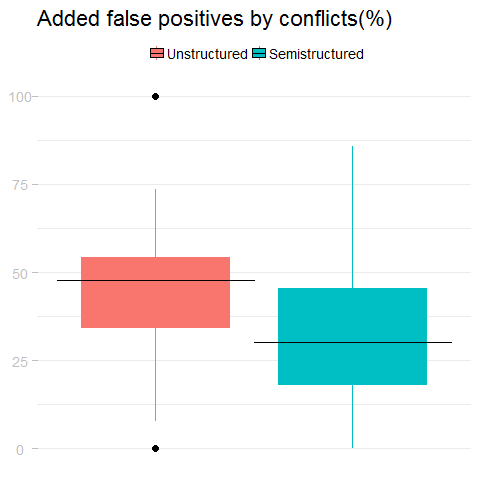 Added false positives by conflicts(%)
Unstructured Semistructured
100
75
50
25
0